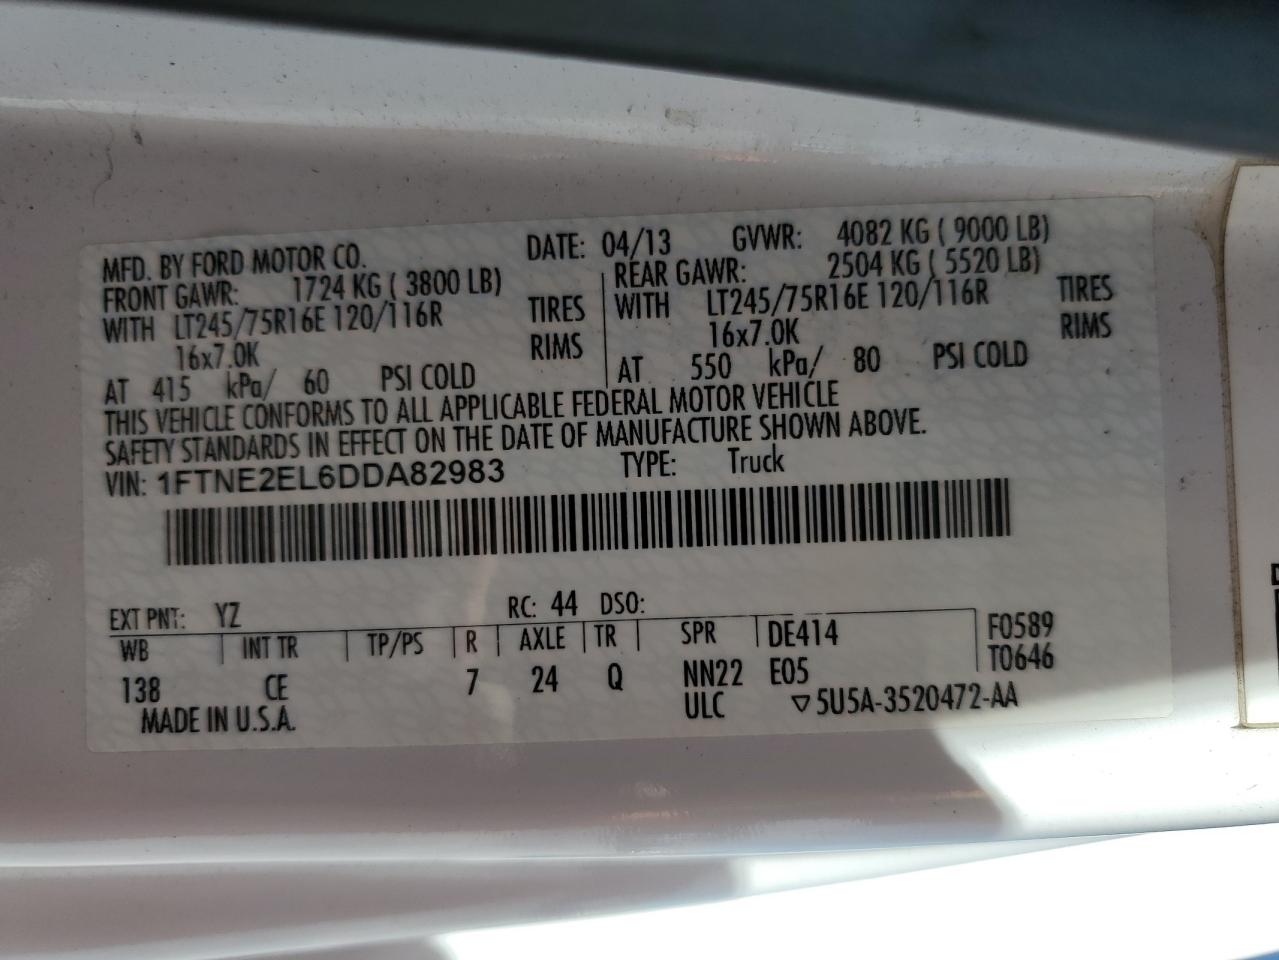 MFD. BY FORD MOTOR CO. DATE: 04/13 GVWR: 4082 KG ( 9000 LB)
FRONT GAWR: 1724 KG ( 3800 LB) REAR GAWR: 2504 KG ( 5520 LB)
WITH LT245/75R16E 120/116R TIRES WITH LT245/75R16E 120/116R TIRES
16x7.0K RIMS 16x7.0K RIMS
AT 415 kPa/ 60 PSI COLD AT 550 kPa/ 80 PSI COLD
THIS VEHICLE CONFORMS TO ALL APPLICABLE FEDERAL MOTOR VEHICLE
SAFETY STANDARDS IN EFFECT ON THE DATE OF MANUFACTURE SHOWN ABOVE.
VIN: 1FTNE2EL6DDA82983 TYPE: Truck
EXT PNT: YZ RC: 44 DSO:
WB INT TR TP/PS R AXLE TR SPR DE414 F0589
138 CE 7 24 Q NN22 E05 T0646
MADE IN U.S.A. ULC ▽5U5A-3520472-AA